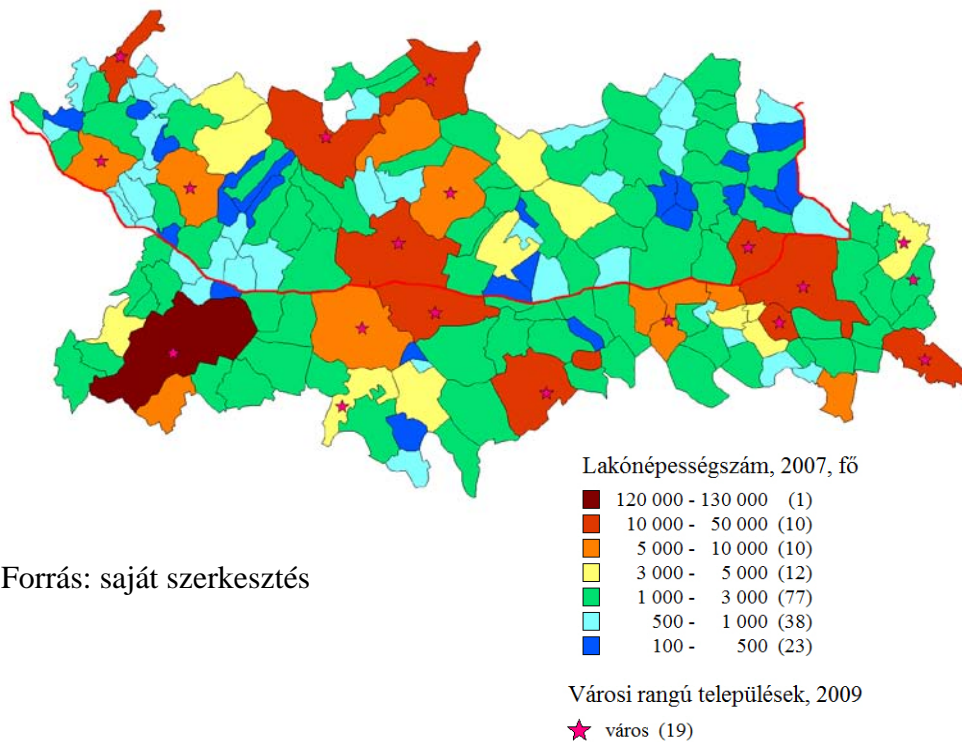 Lakónépességszám, 2007, fő
120 000 - 130 000 (1)
10 000 - 50 000 (10)
5 000 - 10 000 (10)
3 000 - 5 000 (12)
1 000 - 3 000 (77)
500 - 1 000 (38)
100 - 500 (23)
Forrás: saját szerkesztés
Városi rangú települések, 2009
város (19)